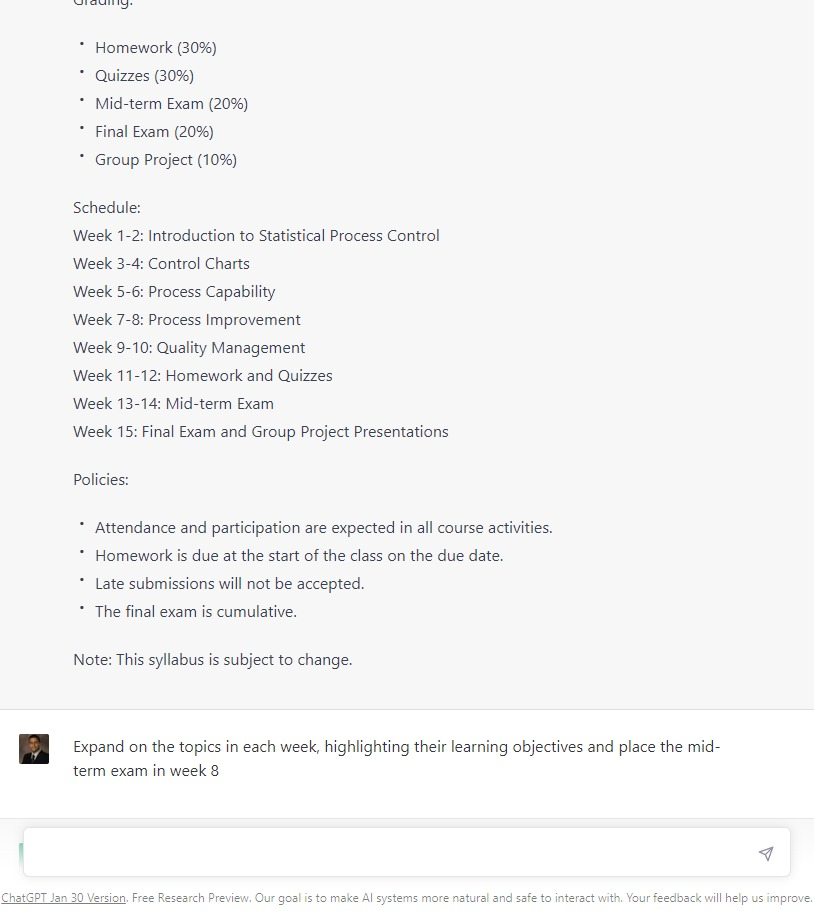 Grading:
• Homework (30%)
• Quizzes (30%)
• Mid-term Exam (20%)
• Final Exam (20%)
• Group Project (10%)
Schedule:
Week 1-2: Introduction to Statistical Process Control
Week 3-4: Control Charts
Week 5-6: Process Capability
Week 7-8: Process Improvement
Week 9-10: Quality Management
Week 11-12: Homework and Quizzes
Week 13-14: Mid-term Exam
Week 15: Final Exam and Group Project Presentations
Policies:
• Attendance and participation are expected in all course activities.
• Homework is due at the start of the class on the due date.
• Late submissions will not be accepted.
• The final exam is cumulative.
Note: This syllabus is subject to change.
Expand on the topics in each week, highlighting their learning objectives and place the mid-
term exam in week 8
ChatGPT Jan 30 Version. Free Research Preview. Our goal is to make AI systems more natural and safe to interact with. Your feedback will help us improve.